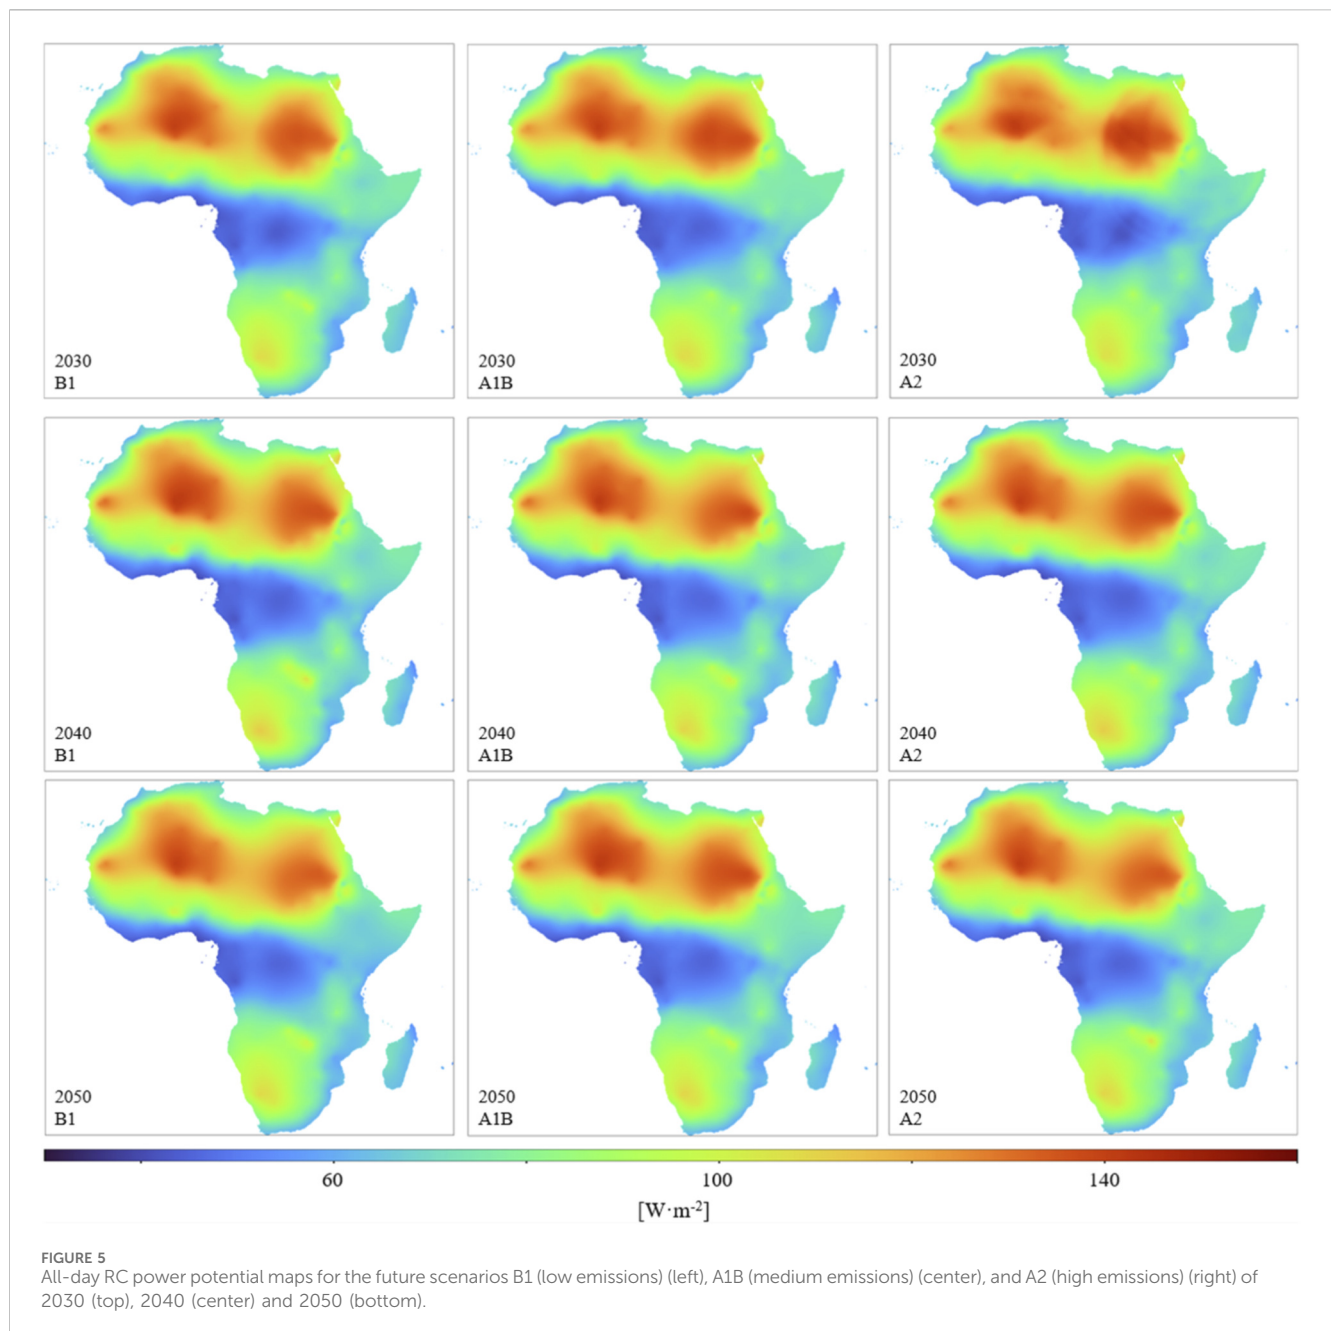 2030
B1
2030
A1B
2030
A2
2040
B1
2040
A1B
2040
A2
2050
B1
2050
A1B
2050
A2
60 100 140
[W·m⁻²]
FIGURE 5
All-day RC power potential maps for the future scenarios B1 (low emissions) (left), A1B (medium emissions) (center), and A2 (high emissions) (right) of
2030 (top), 2040 (center) and 2050 (bottom).